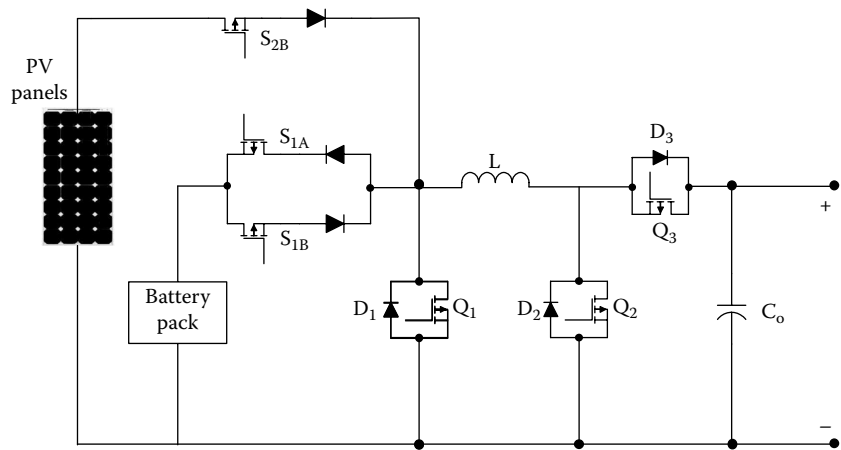 S2B
PV
panels
S1A
D3
L
S1B
+
Q3
Battery
pack
D1
Q1
D2
Q2
Co
−